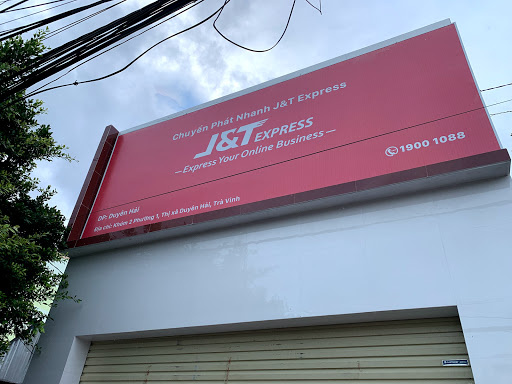 Chuyển Phát Nhanh J&T Express
J&T EXPRESS
— Express Your Online Business —
1900 1088
DP: Duyên Hải
Địa chỉ: Khóm 2 Phường 1, Thị xã Duyên Hải, Trà Vinh